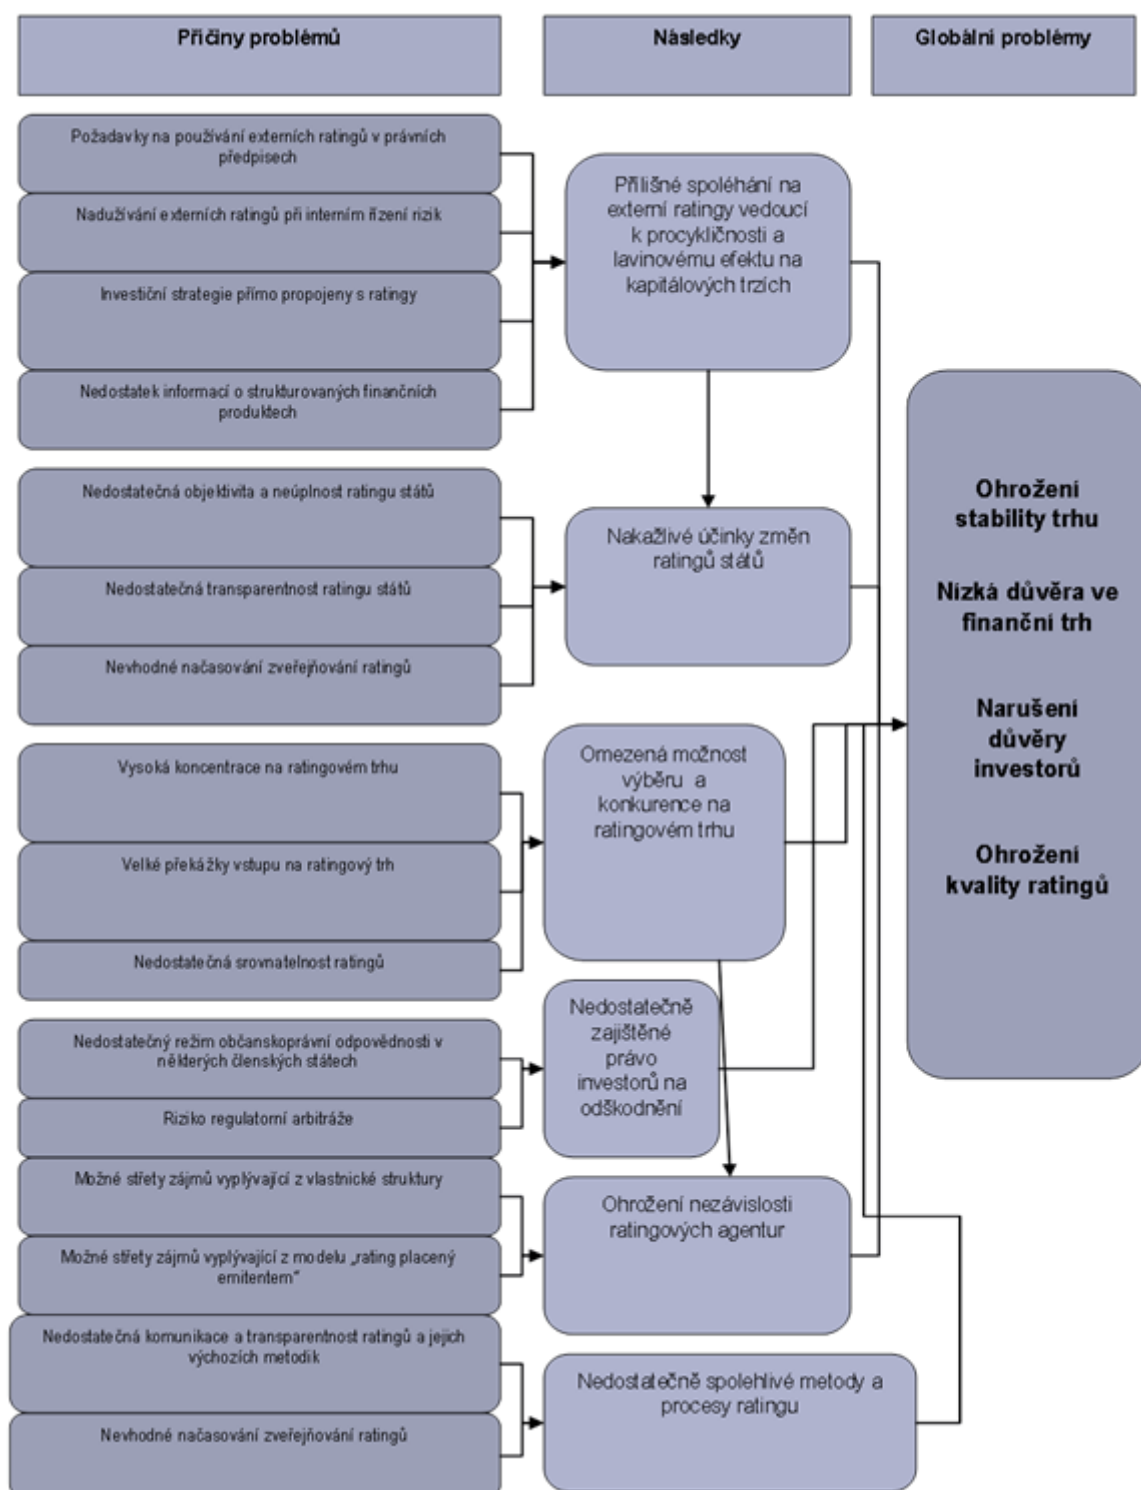 Příčiny problémů
Následky
Globální problémy
Požadavky na používání externích ratingů v právních
předpisech
Nadužívání externích ratingů při interním řízení rizik
Investiční strategie přímo propojeny s ratingy
Nedostatek informací o strukturovaných finančních
produktech
Přílišné spoléhání na
externí ratingy vedoucí
k procykličnosti a
lavinovému efektu na
kapitálových trzích
Nedostatečná objektivita a neúplnost ratingu států
Nedostatečná transparentnost ratingu států
Nevhodné načasování zveřejňování ratingů
Nakažlivé účinky změn
ratingů států
Vysoká koncentrace na ratingovém trhu
Velké překážky vstupu na ratingový trh
Nedostatečná srovnatelnost ratingů
Omezená možnost
výběru a
konkurence na
ratingovém trhu
Nedostatečný režim občanskoprávní odpovědnosti v
některých členských státech
Riziko regulatorní arbitráže
Nedostatečně
zajištěné
právo
investorů na
odškodnění
Možné střety zájmů vyplývající z vlastnické struktury
Možné střety zájmů vyplývající z modelu „rating placený
emitentem“
Ohrožení nezávislosti
ratingových agentur
Nedostatečná komunikace a transparentnost ratingů a jejich
výchozích metodik
Nevhodné načasování zveřejňování ratingů
Nedostatečně spolehlivé metody a
procesy ratingu
Ohrožení
stability trhu
Nízká důvěra ve
finanční trh
Narušení
důvěry
investorů
Ohrožení
kvality ratingů